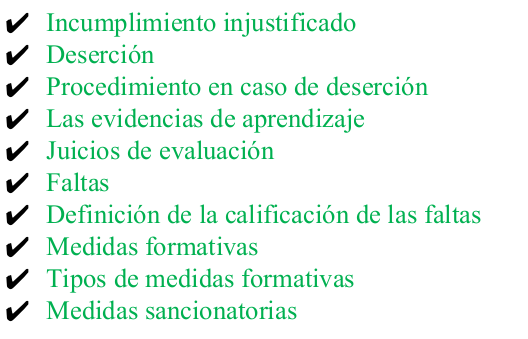 ✔ Incumplimiento injustificado
✔ Deserción
✔ Procedimiento en caso de deserción
✔ Las evidencias de aprendizaje
✔ Juicios de evaluación
✔ Faltas
✔ Definición de la calificación de las faltas
✔ Medidas formativas
✔ Tipos de medidas formativas
✔ Medidas sancionatorias